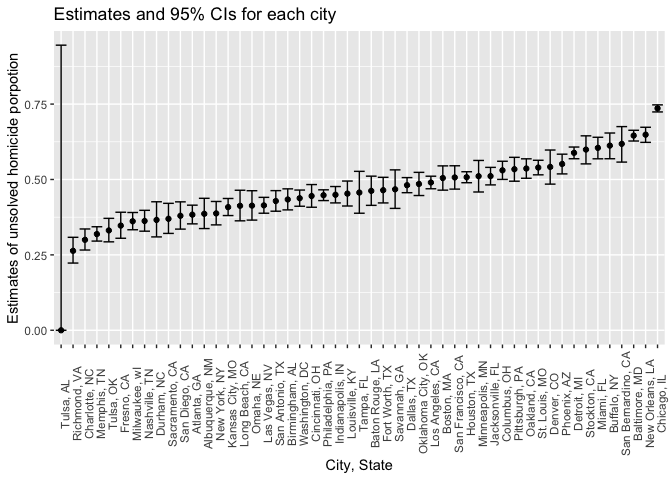 Estimates and 95% CIs for each city
Estimates of unsolved homicide porpotion
0.75
0.50
0.25
0.00
Tulsa, AL
Richmond, VA
Charlotte, NC
Memphis, TN
Tulsa, OK
Fresno, CA
Milwaukee, wI
Nashville, TN
Durham, NC
Sacramento, CA
San Diego, CA
Atlanta, GA
Albuquerque, NM
New York, NY
Kansas City, MO
Long Beach, CA
Omaha, NE
Las Vegas, NV
San Antonio, TX
Birmingham, AL
Washington, DC
Cincinnati, OH
Philadelphia, PA
Indianapolis, IN
Louisville, KY
Tampa, FL
Baton Rouge, LA
Fort Worth, TX
Savannah, GA
Dallas, TX
Oklahoma City, OK
Los Angeles, CA
Boston, MA
San Francisco, CA
Houston, TX
Minneapolis, MN
Jacksonville, FL
Columbus, OH
Pittsburgh, PA
Oakland, CA
St. Louis, MO
Denver, CO
Phoenix, AZ
Detroit, MI
Stockton, CA
Miami, FL
Buffalo, NY
San Bernardino, CA
Baltimore, MD
New Orleans, LA
Chicago, IL
City, State